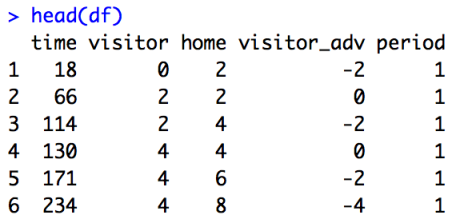 > head(df)
time visitor home visitor_adv period
1 18 0 2 -2 1
2 66 2 2 0 1
3 114 2 4 -2 1
4 130 4 4 0 1
5 171 4 6 -2 1
6 234 4 8 -4 1